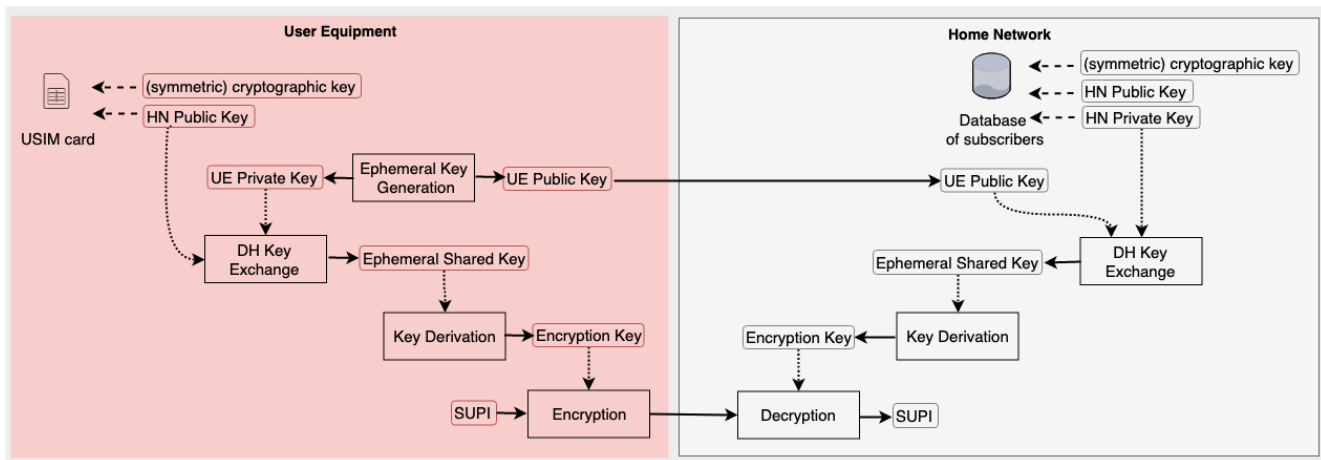 User Equipment
(symmetric) cryptographic key
HN Public Key
USIM card
UE Private Key
Ephemeral Key
Generation
UE Public Key
DH Key
Exchange
Ephemeral Shared Key
Key Derivation
Encryption Key
SUPI
Encryption
Home Network
(symmetric) cryptographic key
HN Public Key
HN Private Key
Database
of subscribers
UE Public Key
DH Key
Exchange
Ephemeral Shared Key
Key Derivation
Encryption Key
Decryption
SUPI